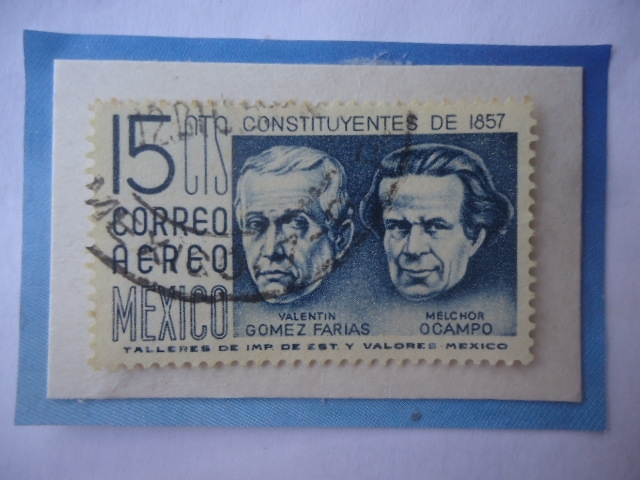 15 CTS CONSTITUYENTES DE 1857
CORREO
AEREO
MEXICO
VALENTIN
GOMEZ FARIAS
MELCHOR
OCAMPO
TALLERES DE IMP. DE EST. Y VALORES-MEXICO